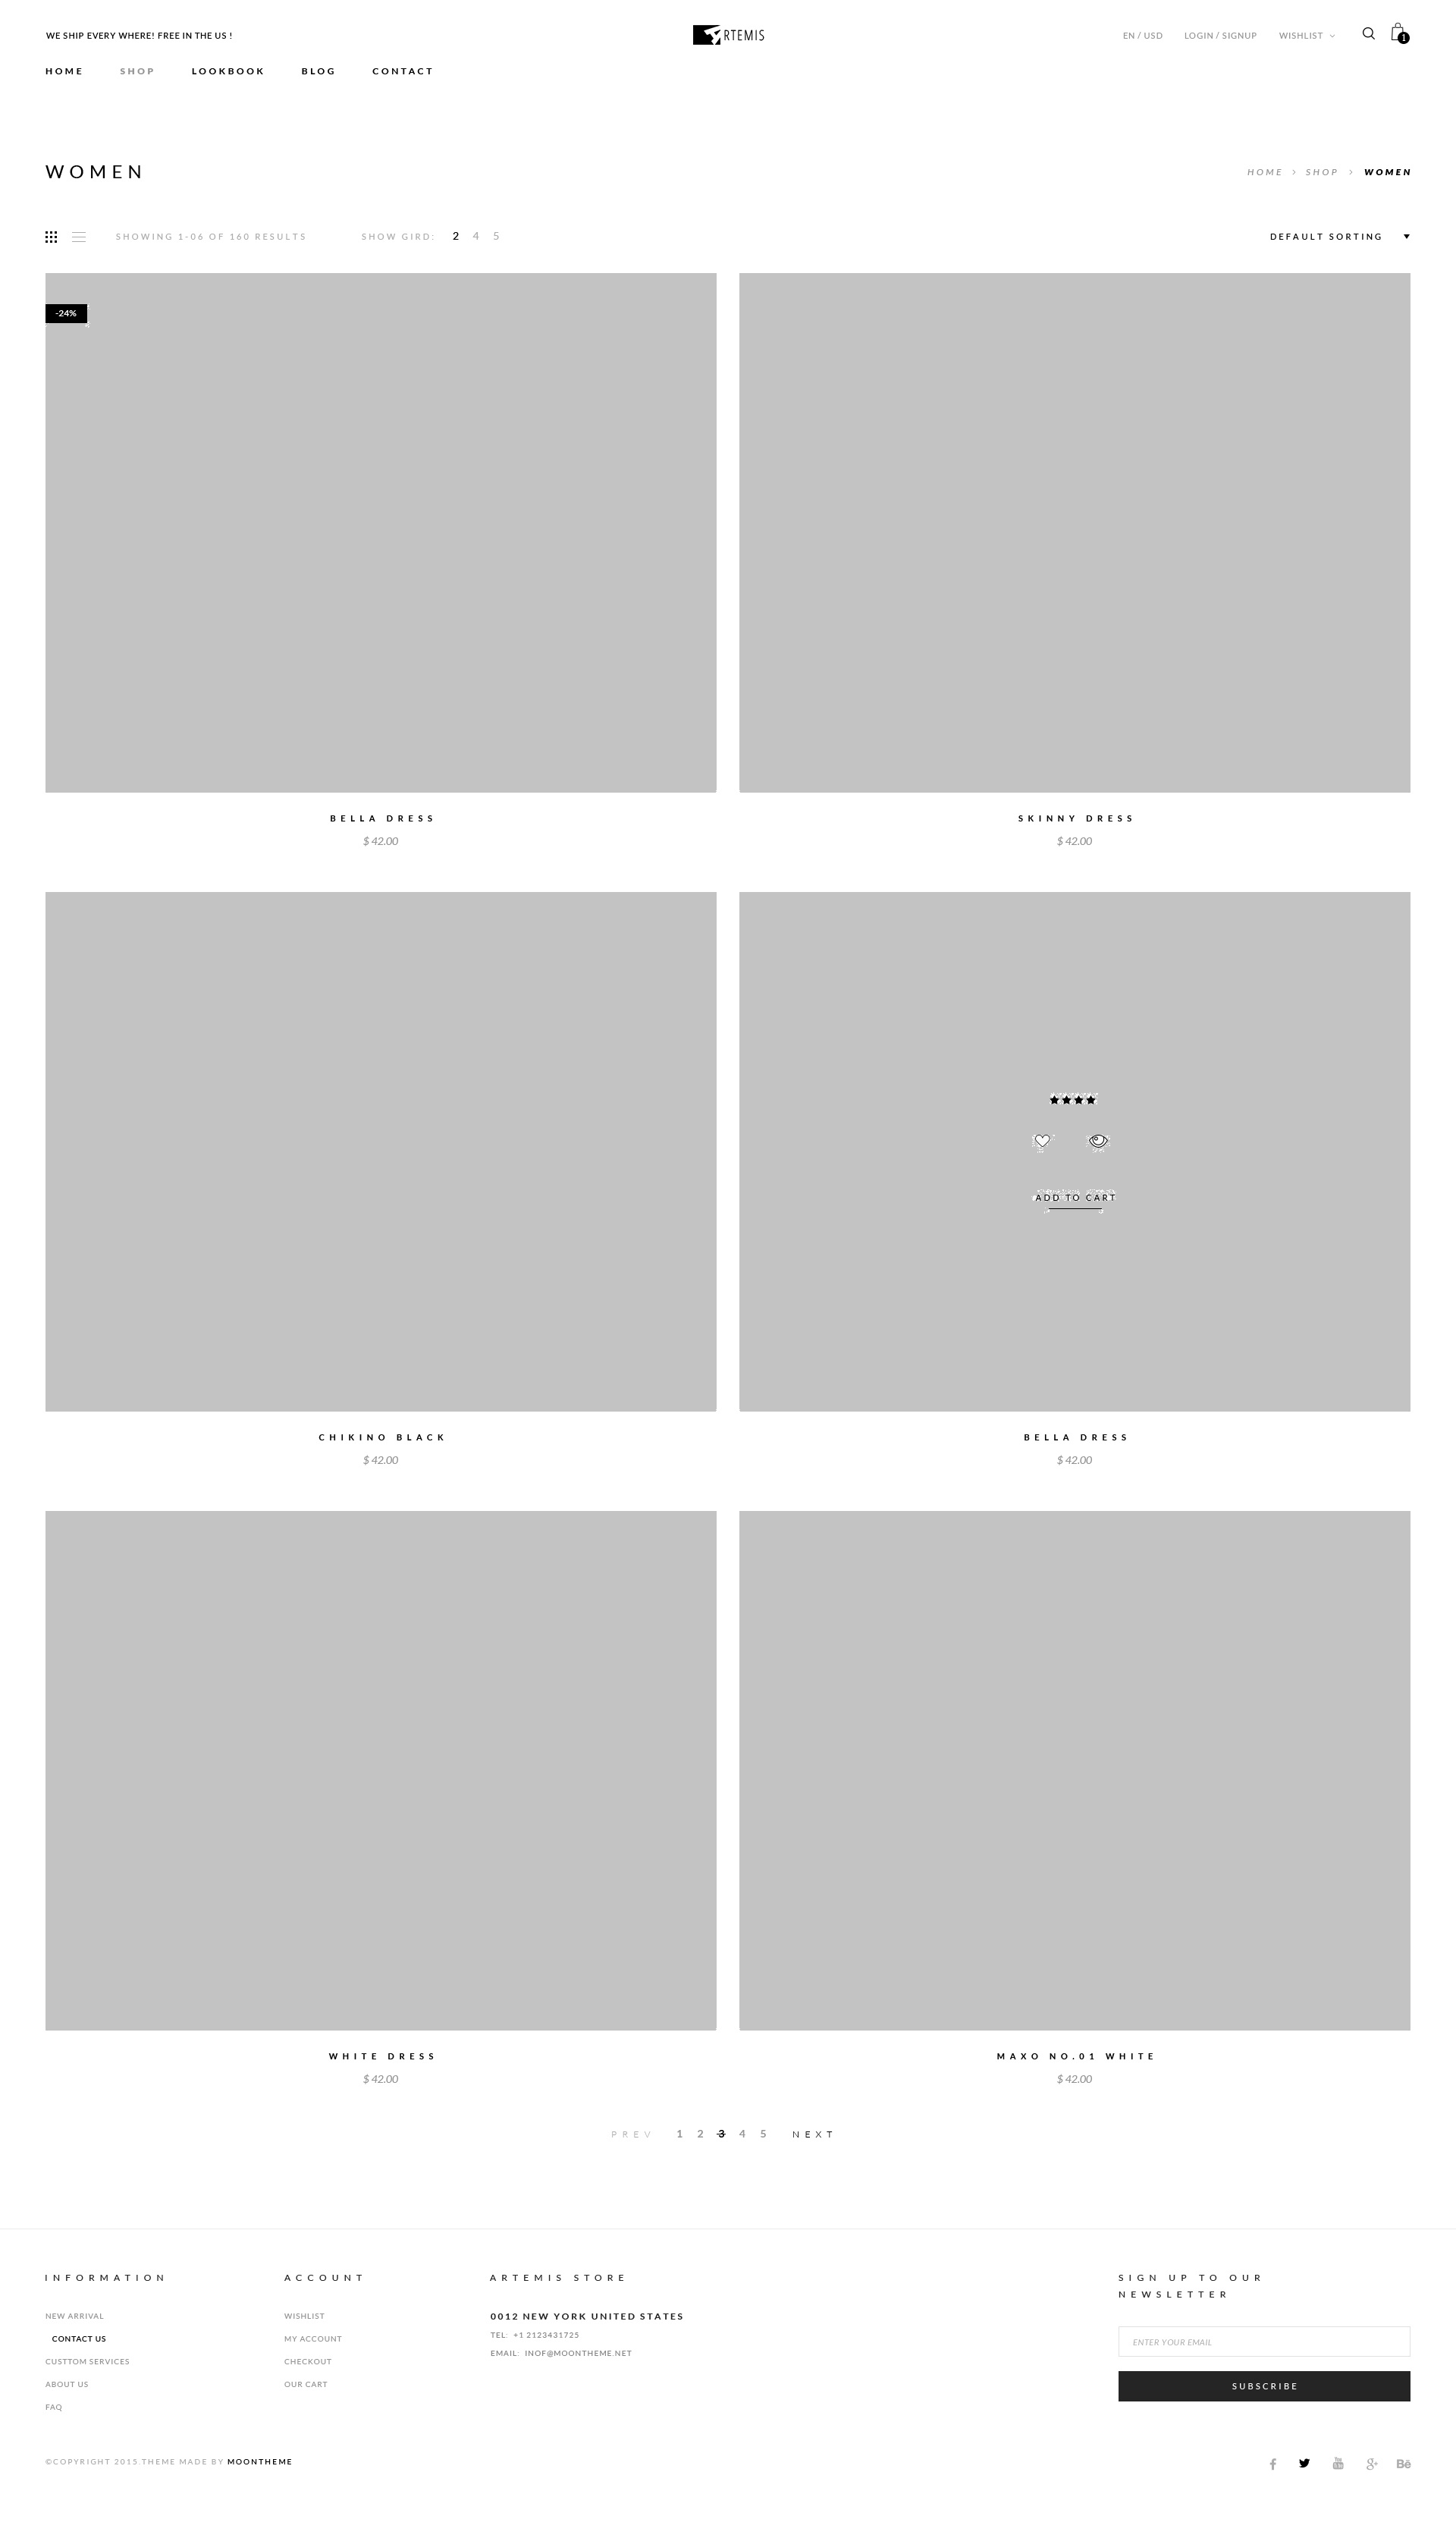 WE SHIP EVERY WHERE! FREE IN THE US !
RTEMIS
EN / USD LOGIN / SIGNUP WISHLIST
1
HOME SHOP LOOKBOOK BLOG CONTACT
WOMEN
HOME > SHOP > WOMEN
SHOWING 1-06 OF 160 RESULTS SHOW GIRD: 2 4 5
DEFAULT SORTING
-24%
BELLA DRESS
$ 42.00
SKINNY DRESS
$ 42.00
ADD TO CART
CHIKINO BLACK
$ 42.00
BELLA DRESS
$ 42.00
WHITE DRESS
$ 42.00
MAXO NO.01 WHITE
$ 42.00
PREV 1 2 3 4 5 NEXT
INFORMATION
NEW ARRIVAL
CONTACT US
CUSTTOM SERVICES
ABOUT US
FAQ
ACCOUNT
WISHLIST
MY ACCOUNT
CHECKOUT
OUR CART
ARTEMIS STORE
0012 NEW YORK UNITED STATES
TEL: +1 2123431725
EMAIL: INOF@MOONTHEME.NET
SIGN UP TO OUR
NEWSLETTER
ENTER YOUR EMAIL
SUBSCRIBE
©COPYRIGHT 2015.THEME MADE BY MOONTHEME
f You Tube g+ Bē